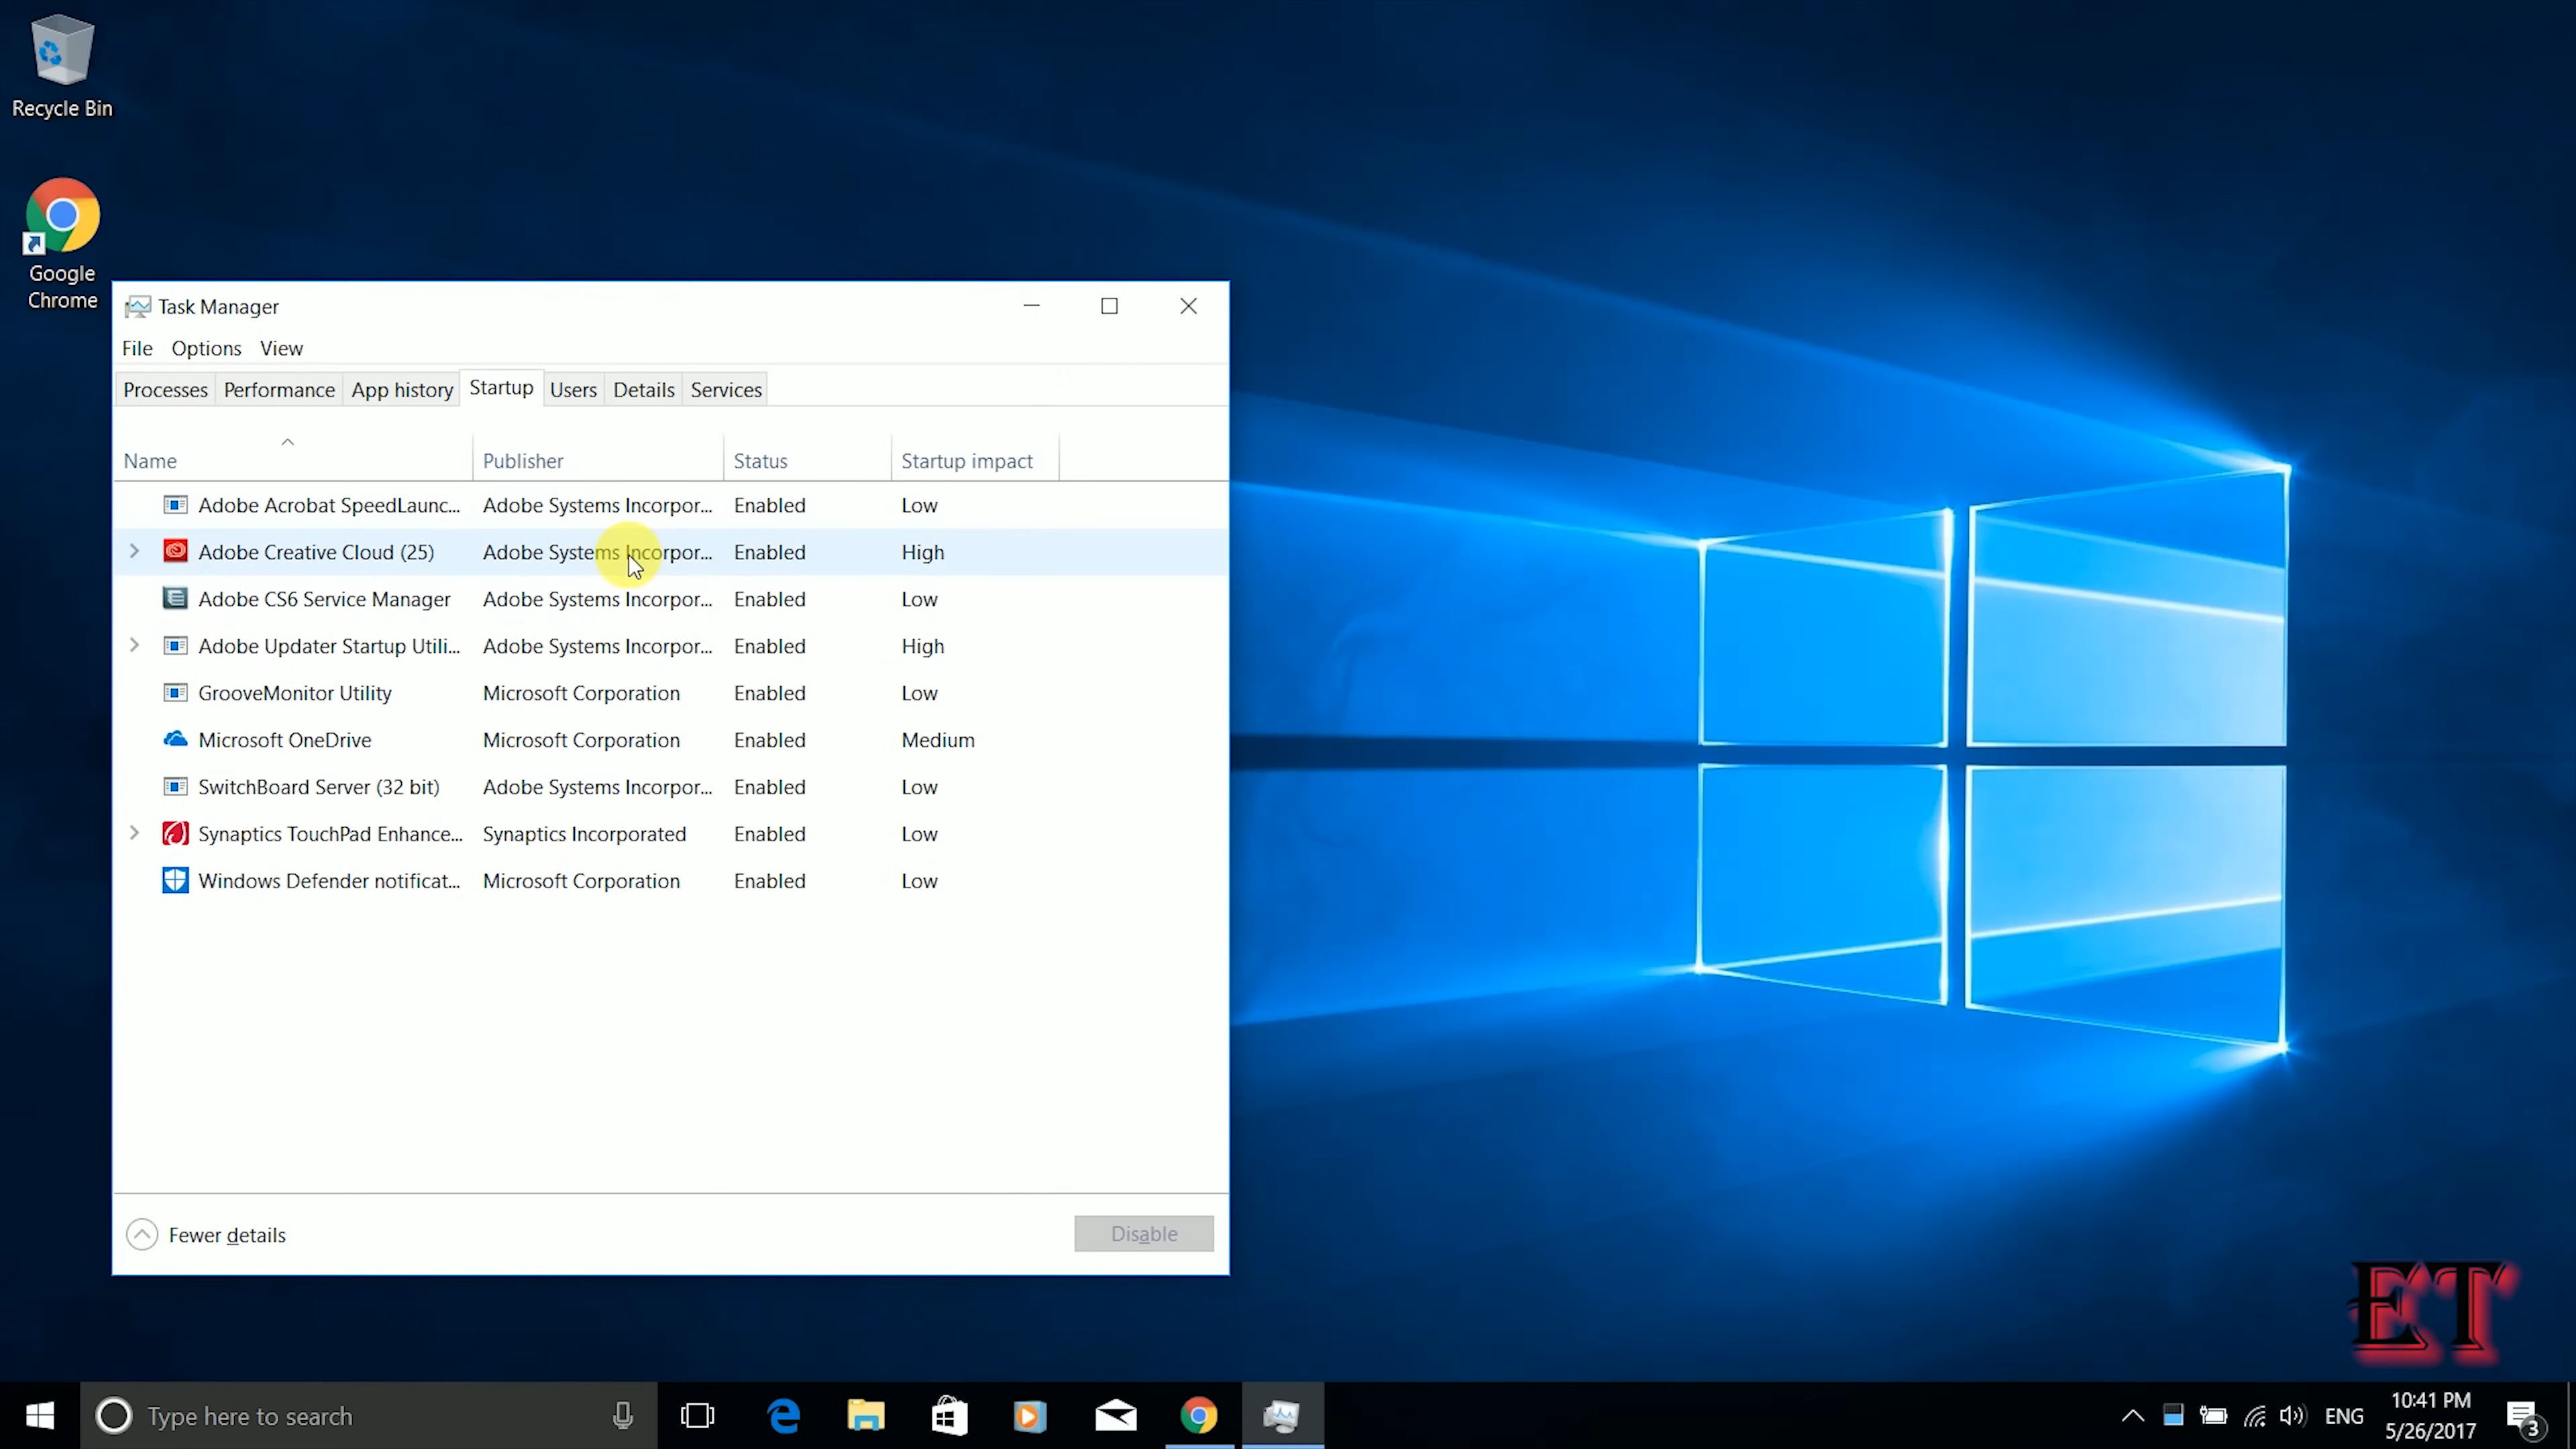 Recycle Bin
Google
Chrome
Task Manager
File Options View
Processes Performance App history Startup Users Details Services
Name Publisher Status Startup impact
Adobe Acrobat SpeedLaunc... Adobe Systems Incorpor... Enabled Low
Adobe Creative Cloud (25) Adobe Systems Incorpor... Enabled High
Adobe CS6 Service Manager Adobe Systems Incorpor... Enabled Low
Adobe Updater Startup Utili... Adobe Systems Incorpor... Enabled High
GrooveMonitor Utility Microsoft Corporation Enabled Low
Microsoft OneDrive Microsoft Corporation Enabled Medium
SwitchBoard Server (32 bit) Adobe Systems Incorpor... Enabled Low
Synaptics TouchPad Enhance... Synaptics Incorporated Enabled Low
Windows Defender notificat... Microsoft Corporation Enabled Low
Fewer details Disable
ET
Type here to search ENG 10:41 PM
5/26/2017 3